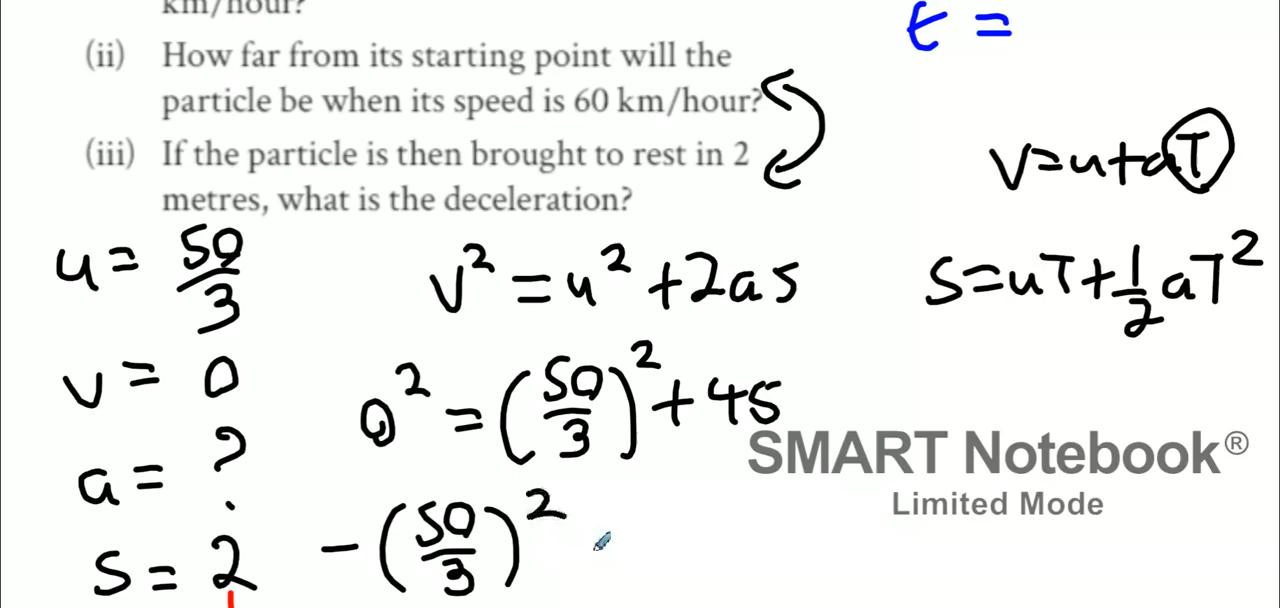 km/hour?
t =
(ii) How far from its starting point will the
particle be when its speed is 60 km/hour?
(iii) If the particle is then brought to rest in 2
metres, what is the deceleration?
v=u+aT
u = 50/3
v² = u² + 2as
s=uT+½aT²
v = 0
0² = (50/3)² + 4s
a = ?
SMART Notebook®
Limited Mode
s = 2
-(50/3)²